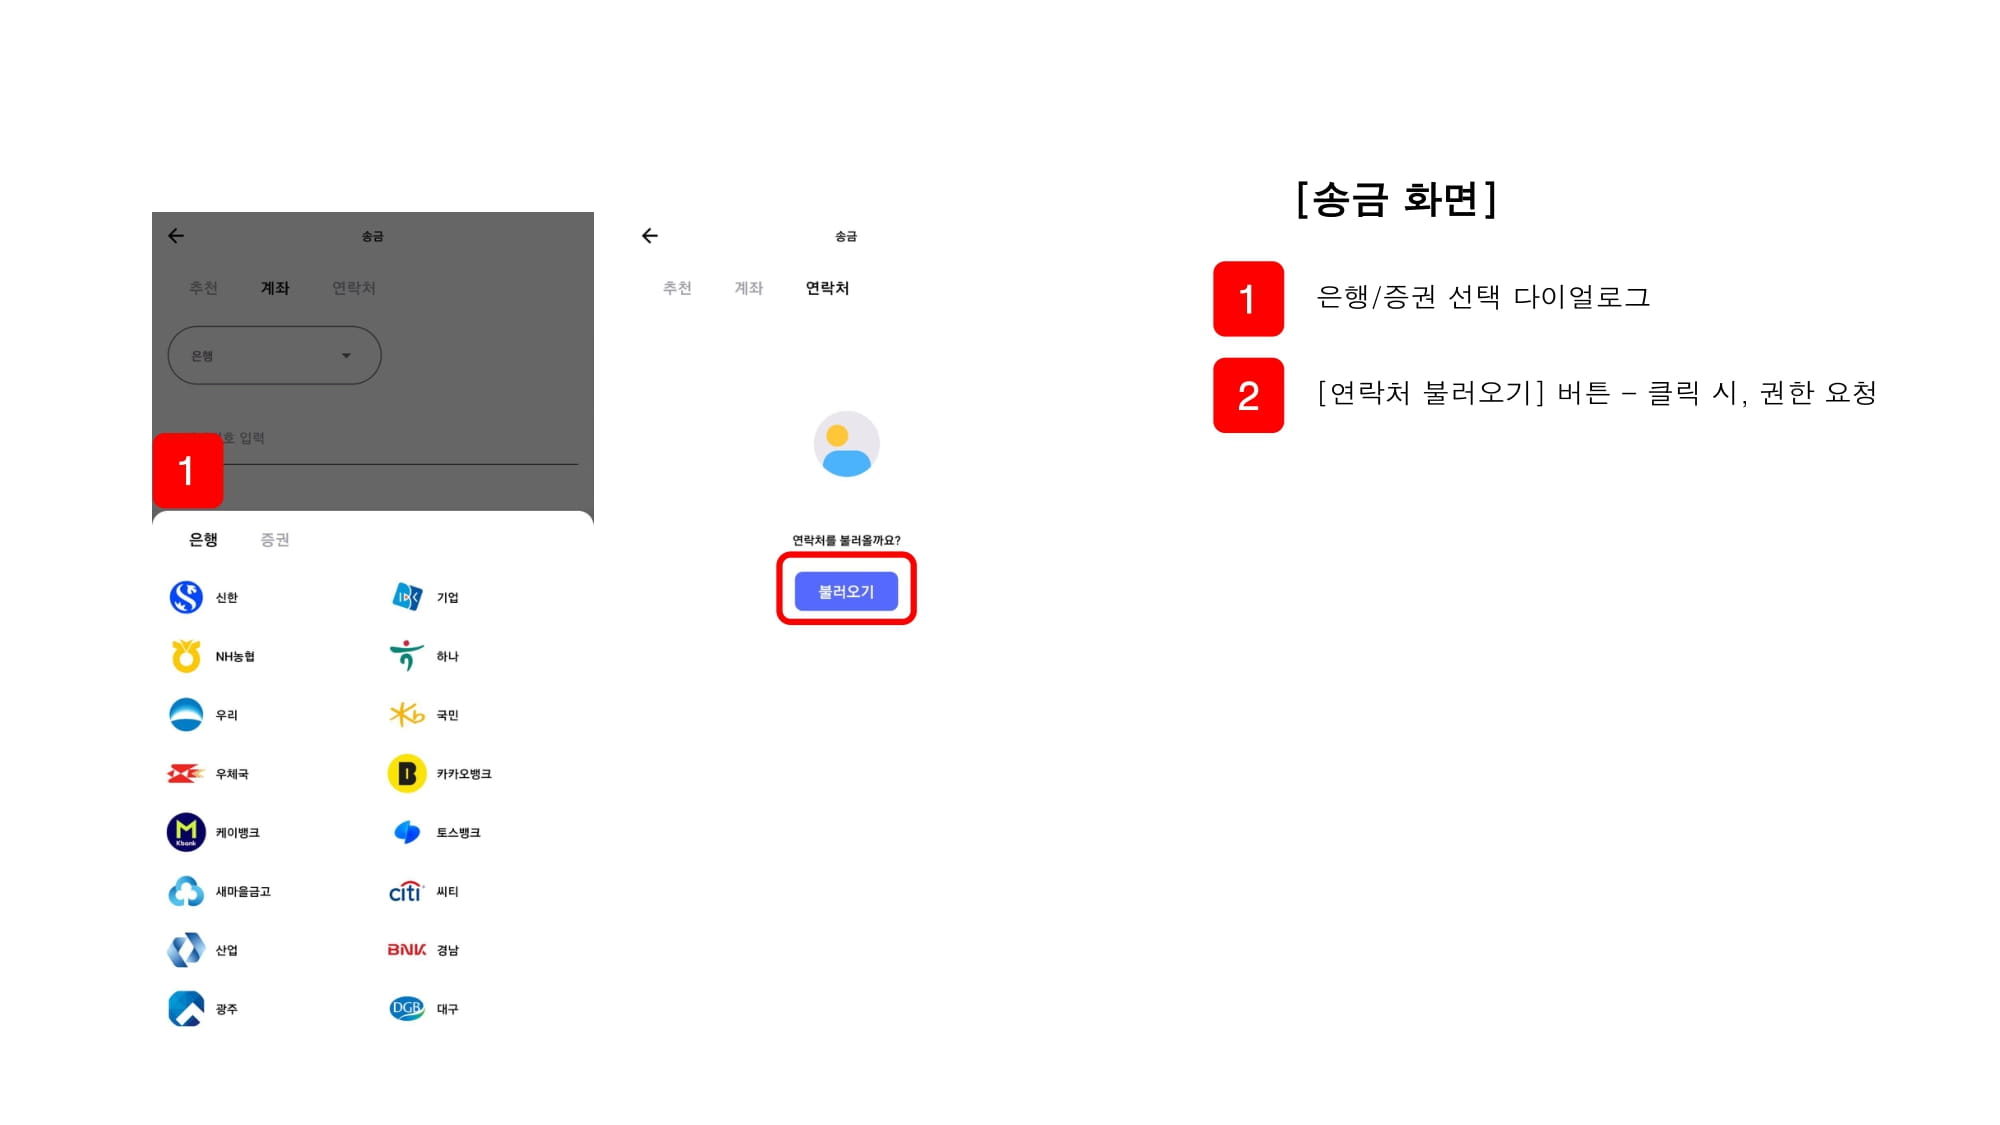 송금
추천 계좌 연락처
은행
호 입력
1
은행 증권
신한 기업
NH농협 하나
우리 국민
우체국 카카오뱅크
M Kbank 케이뱅크 토스뱅크
새마을금고 citi 씨티
산업 BNK 경남
광주 DGB 대구
송금
추천 계좌 연락처
연락처를 불러올까요?
불러오기
[송금 화면]
1 은행/증권 선택 다이얼로그
2 [연락처 불러오기] 버튼 – 클릭 시, 권한 요청